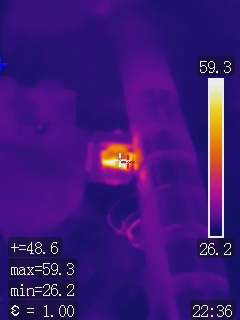 59.3
26.2
+=48.6
max=59.3
min=26.2
ε = 1.00
22:36